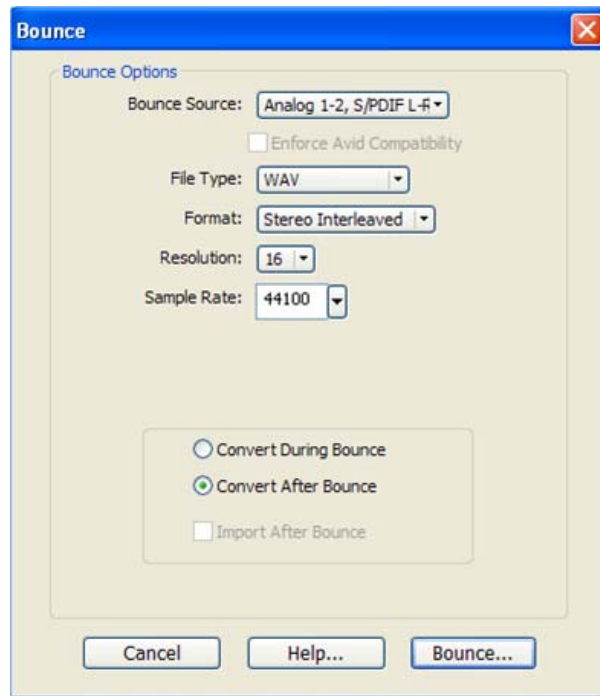 Bounce
Bounce Options
Bounce Source: Analog 1-2, S/PDIF L-R
Enforce Avid Compatibility
File Type: WAV
Format: Stereo Interleaved
Resolution: 16
Sample Rate: 44100
Convert During Bounce
Convert After Bounce
Import After Bounce
Cancel Help... Bounce...